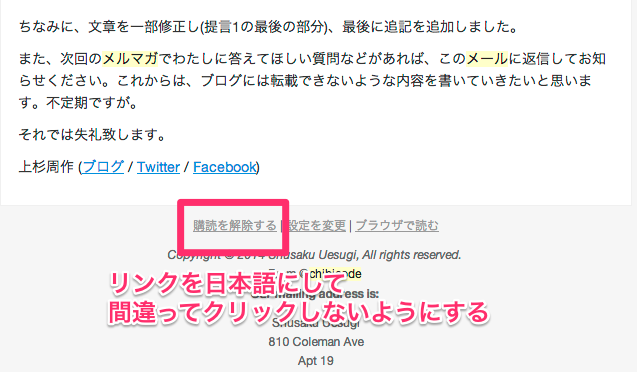 ちなみに、文章を一部修正し(提言1の最後の部分)、最後に追記を追加しました。
また、次回のメルマガでわたしに答えてほしい質問などがあれば、このメールに返信してお知
らせください。これからは、ブログには転載できないような内容を書いていきたいと思いま
す。不定期ですが。
それでは失礼致します。
上杉周作 (ブログ / Twitter / Facebook)
購読を解除する | 設定を変更 | ブラウザで読む
Copyright © 2014 Shusaku Uesugi, All rights reserved.
chibicode
リンクを日本語にして
mailing address is:
間違ってクリックしないようにする
Shusaku Uesugi
810 Coleman Ave
Apt 19